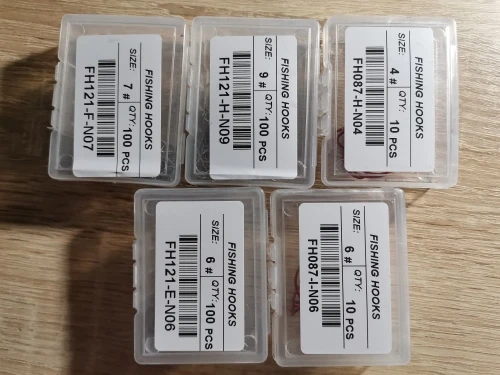 FISHING HOOKS
SIZE: 7 # QTY: 100 PCS
FH121-F-N07
FISHING HOOKS
SIZE: 9 # QTY: 100 PCS
FH121-H-N09
FISHING HOOKS
SIZE: 4 # QTY: 10 PCS
FH087-H-N04
FISHING HOOKS
SIZE: 6 # QTY: 100 PCS
FH121-E-N06
FISHING HOOKS
SIZE: 6 # QTY: 10 PCS
FH087-I-N06